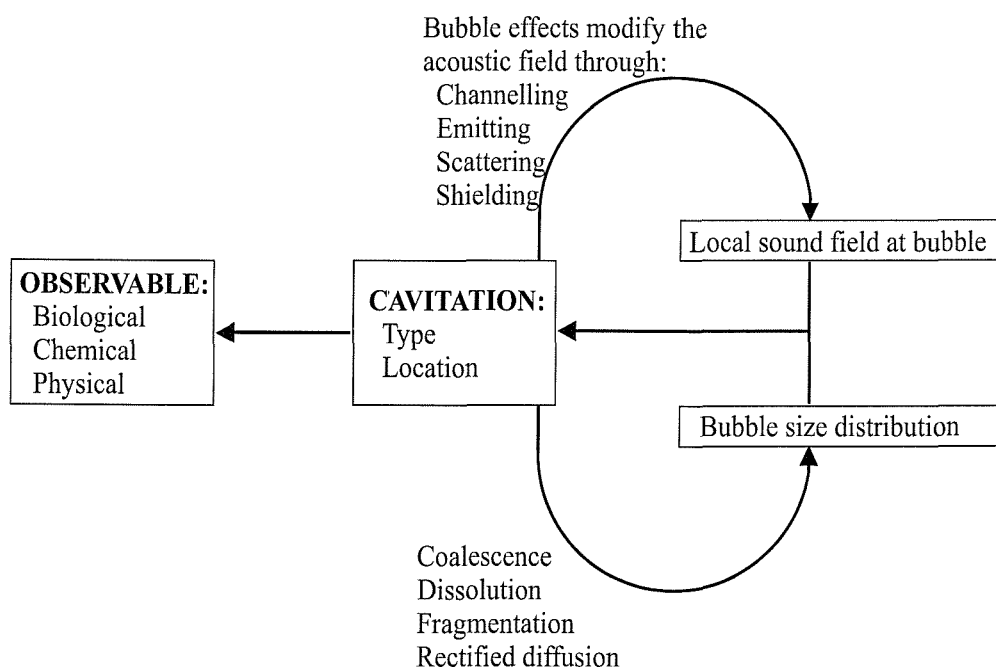 Bubble effects modify the
acoustic field through:
Channelling
Emitting
Scattering
Shielding
Local sound field at bubble
OBSERVABLE:
Biological
Chemical
Physical
CAVITATION:
Type
Location
Bubble size distribution
Coalescence
Dissolution
Fragmentation
Rectified diffusion